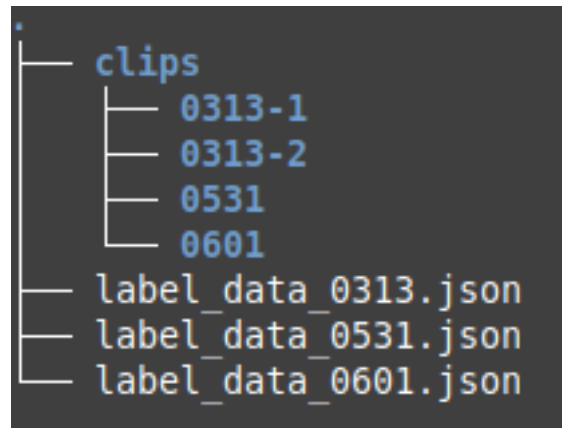 .
clips
0313-1
0313-2
0531
0601
label_data_0313.json
label_data_0531.json
label_data_0601.json